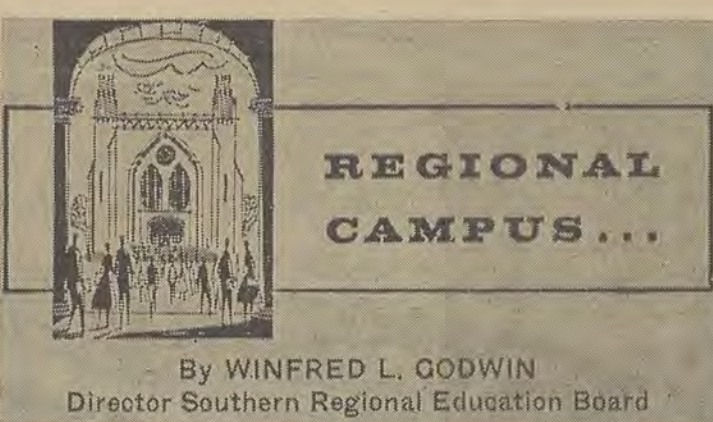 REGIONAL
CAMPUS...
By WINFRED L. GODWIN
Director Southern Regional Education Board